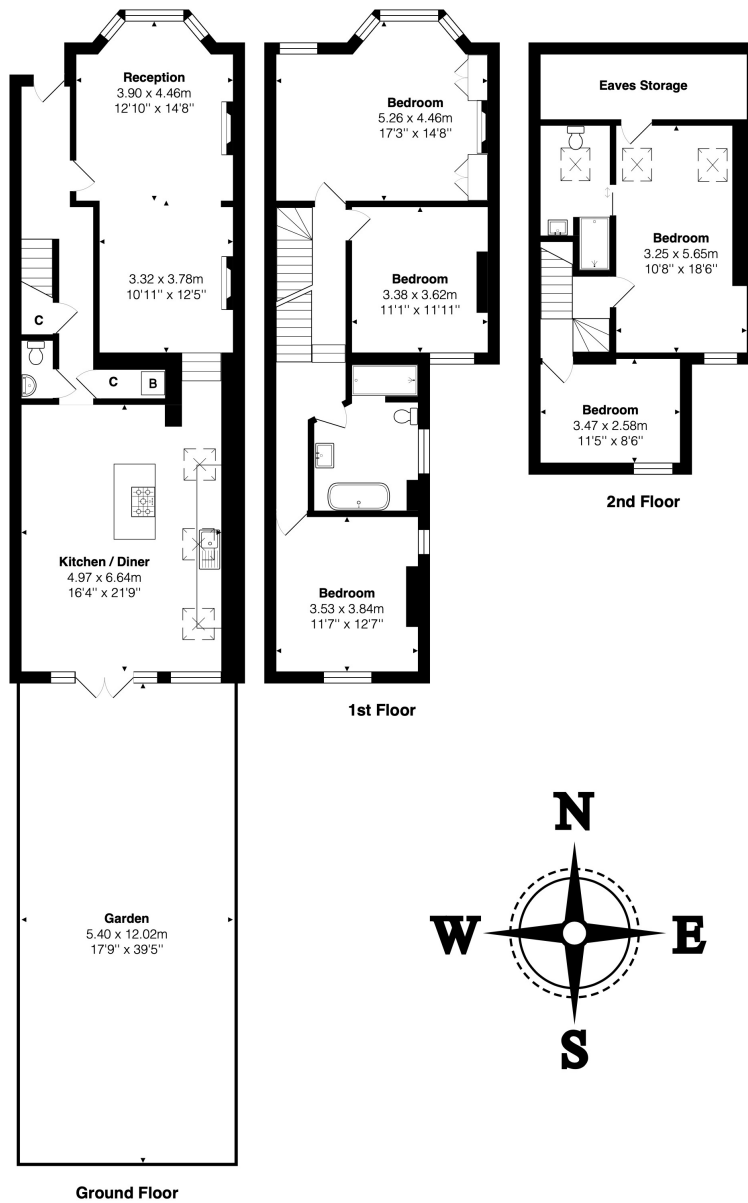 Reception
3.90 x 4.46m
12'10" x 14'8"
3.32 x 3.78m
10'11" x 12'5"
C
C
B
Kitchen / Diner
4.97 x 6.64m
16'4" x 21'9"
Garden
5.40 x 12.02m
17'9" x 39'5"
Ground Floor
Bedroom
5.26 x 4.46m
17'3" x 14'8"
Bedroom
3.38 x 3.62m
11'1" x 11'11"
Bedroom
3.53 x 3.84m
11'7" x 12'7"
1st Floor
Eaves Storage
Bedroom
3.25 x 5.65m
10'8" x 18'6"
Bedroom
3.47 x 2.58m
11'5" x 8'6"
2nd Floor
N
W
E
S